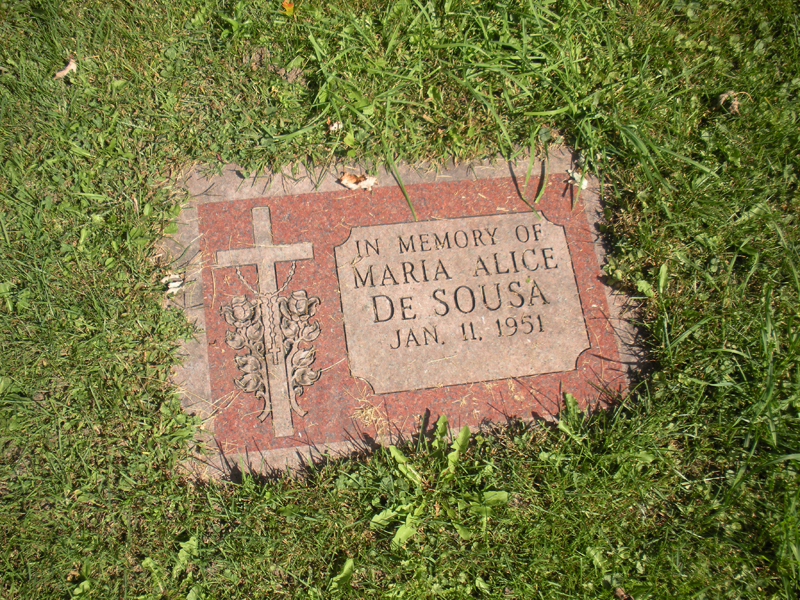 IN MEMORY OF
MARIA ALICE
DE SOUSA
JAN. 11, 1951